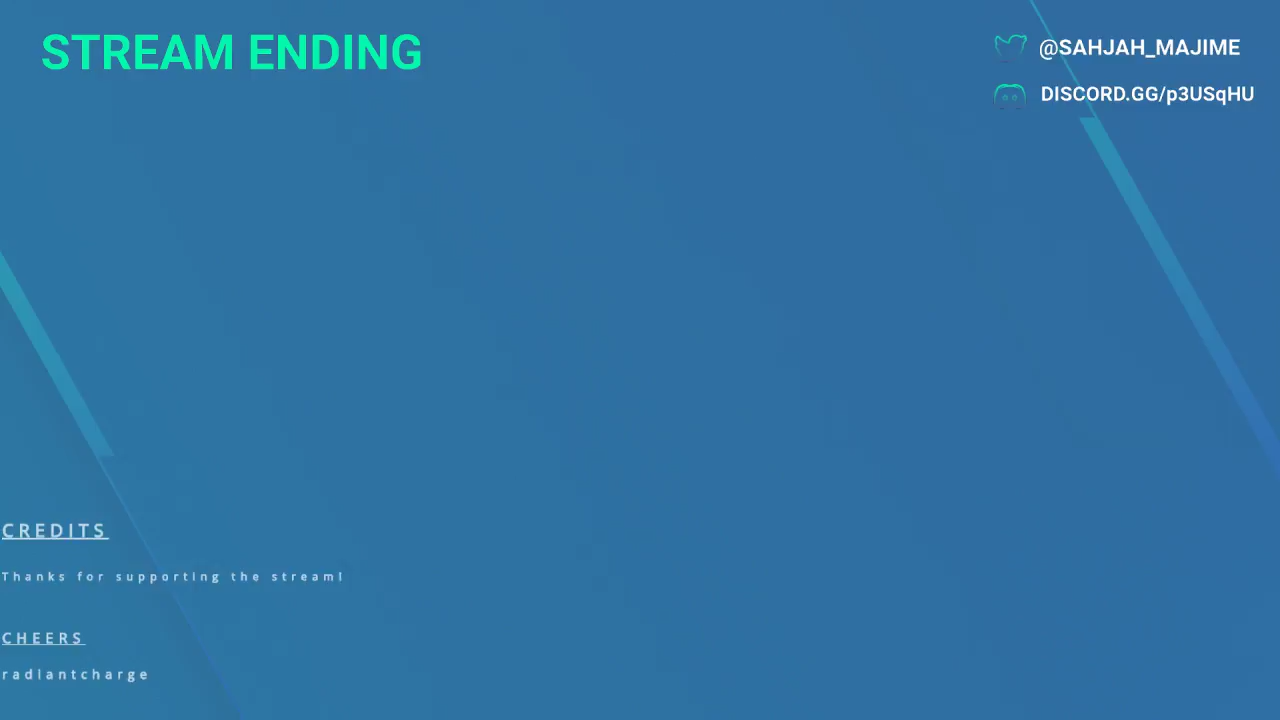 STREAM ENDING
@SAHJAH_MAJIME
DISCORD.GG/p3USqHU
CREDITS
Thanks for supporting the stream!
CHEERS
radiantcharge